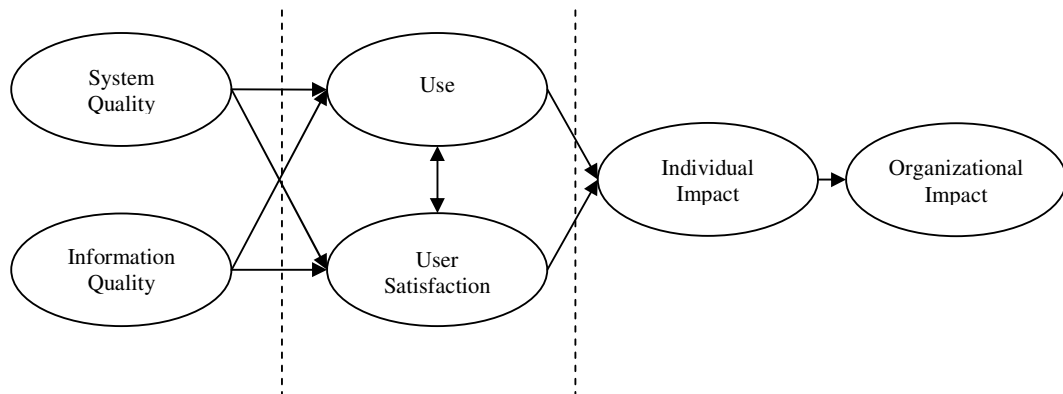 System
Quality
Use
Individual
Impact
Organizational
Impact
Information
Quality
User
Satisfaction